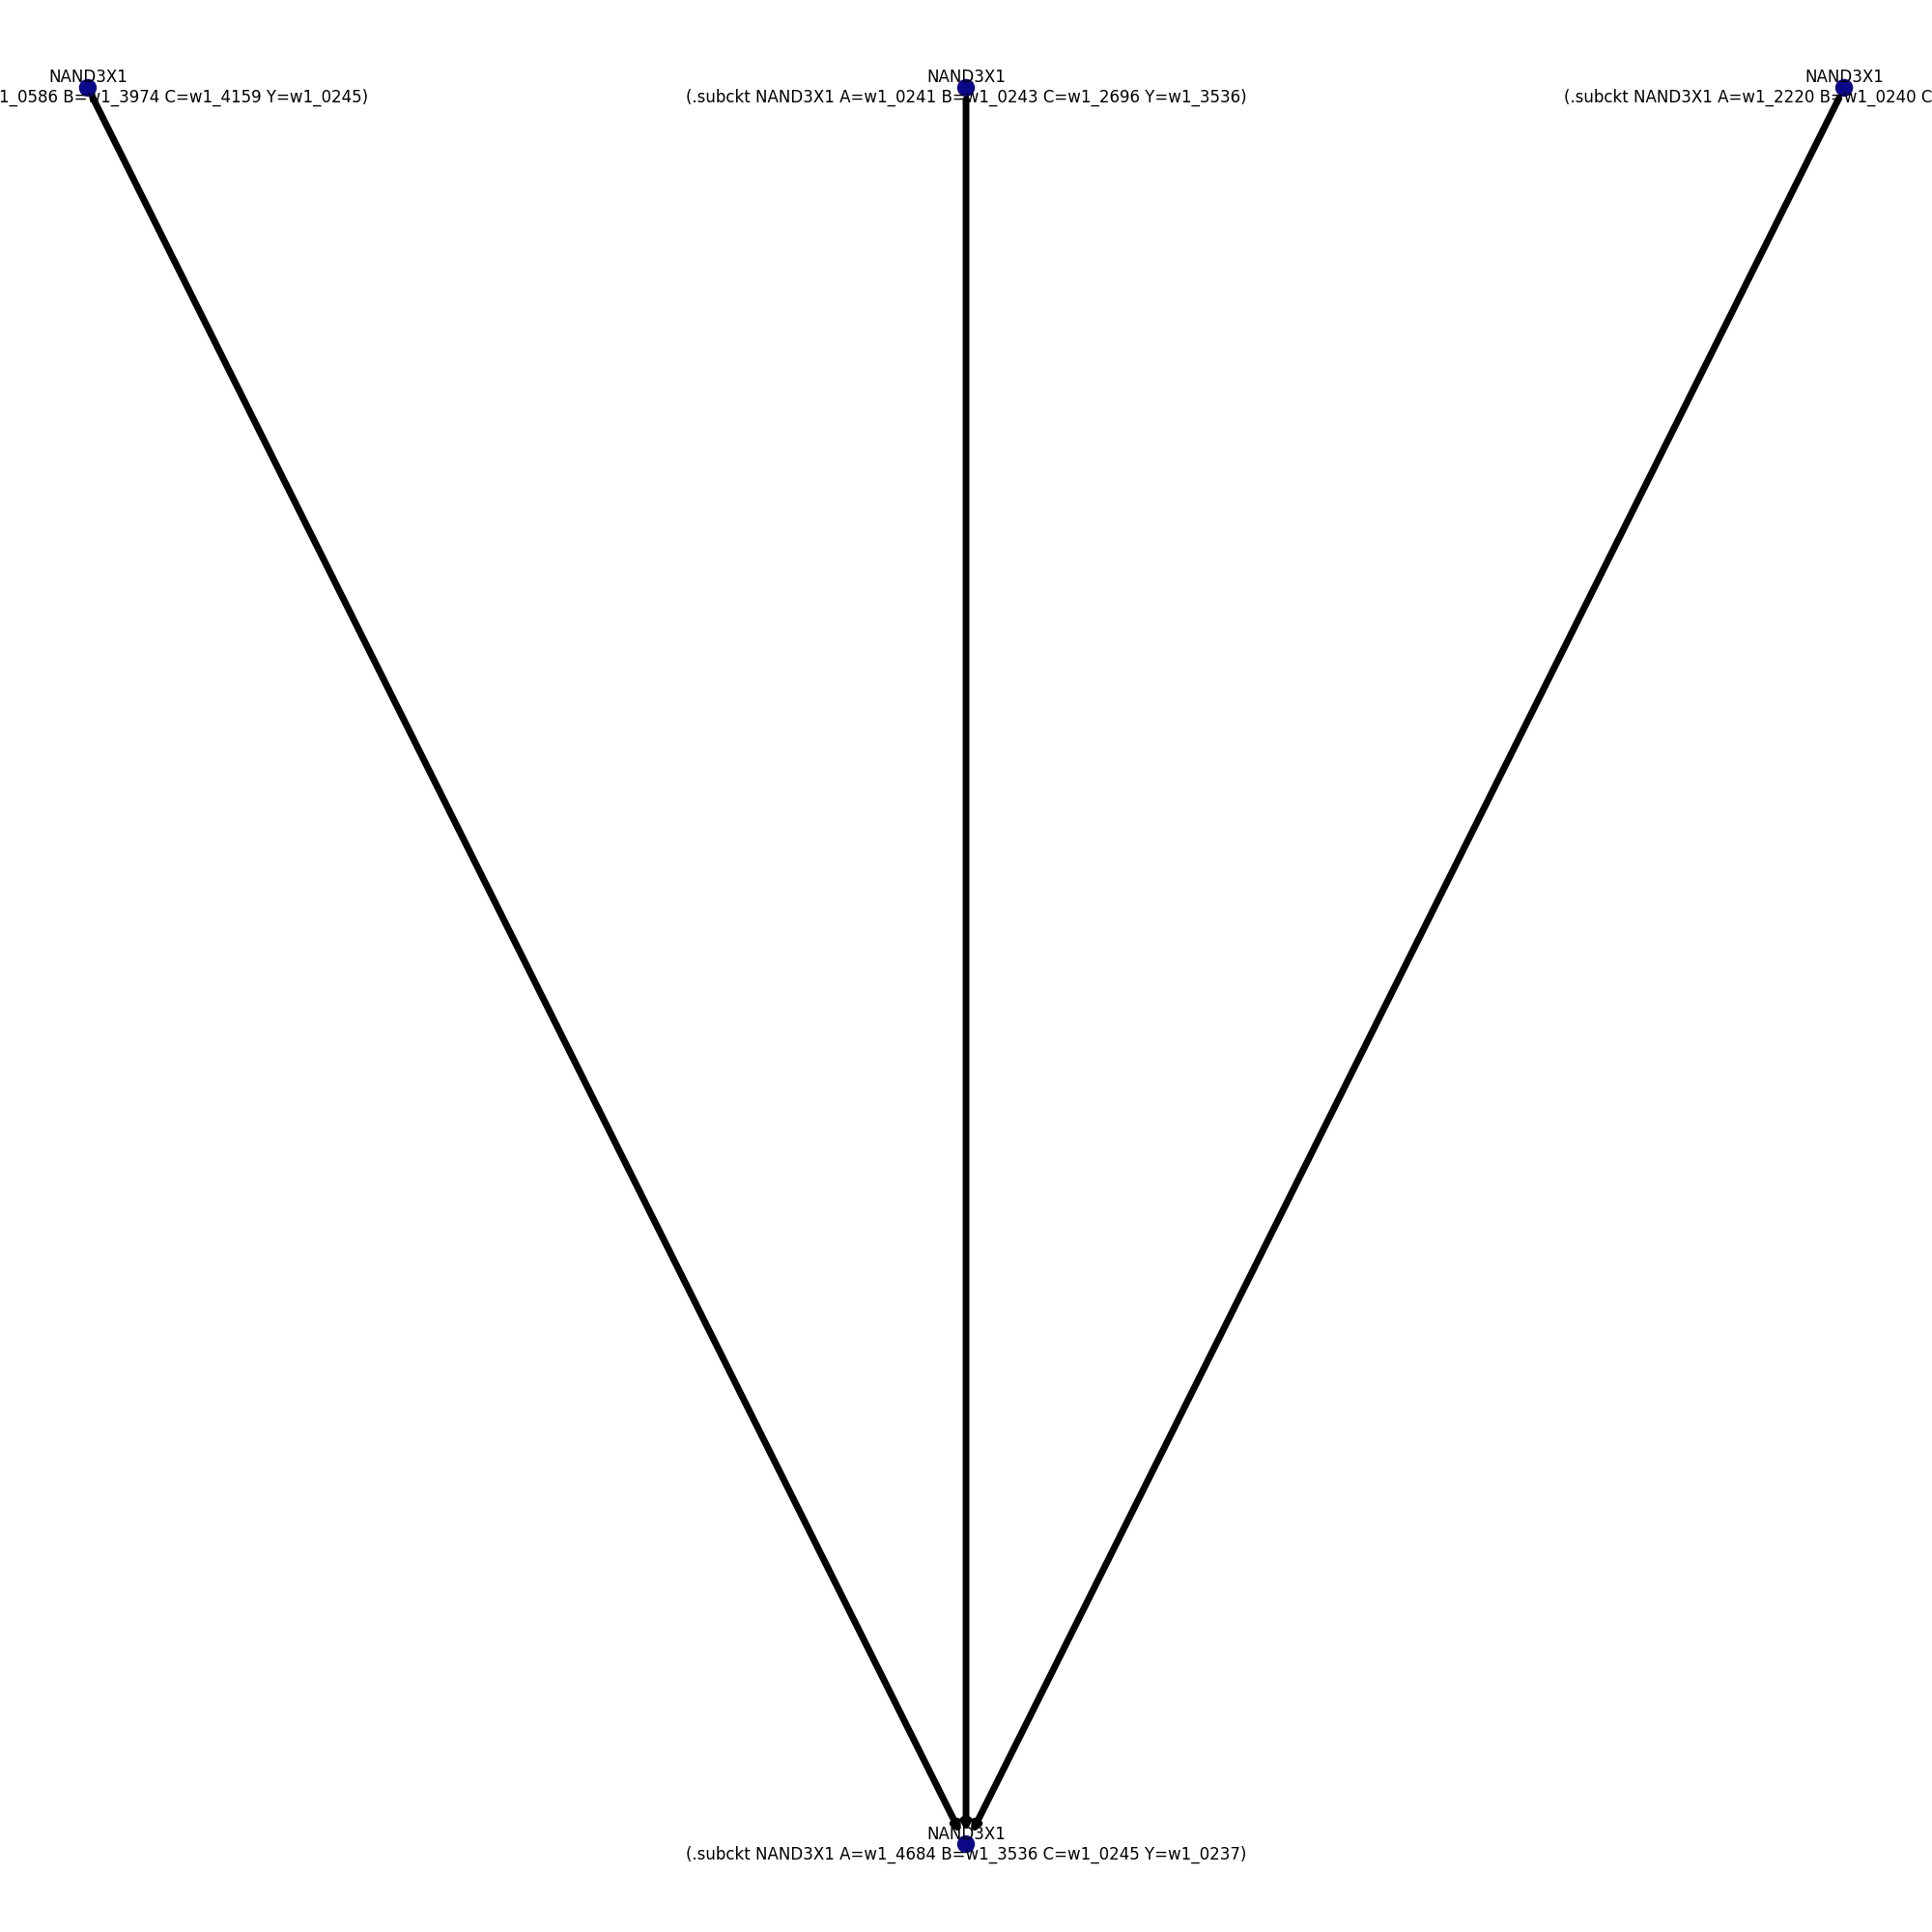 NAND3X1
1_0586 B=w1_3974 C=w1_4159 Y=w1_0245)
NAND3X1
(.subckt NAND3X1 A=w1_0241 B=w1_0243 C=w1_2696 Y=w1_3536)
NAND3X1
(.subckt NAND3X1 A=w1_2220 B=w1_0240 C
NAND3X1
(.subckt NAND3X1 A=w1_4684 B=w1_3536 C=w1_0245 Y=w1_0237)